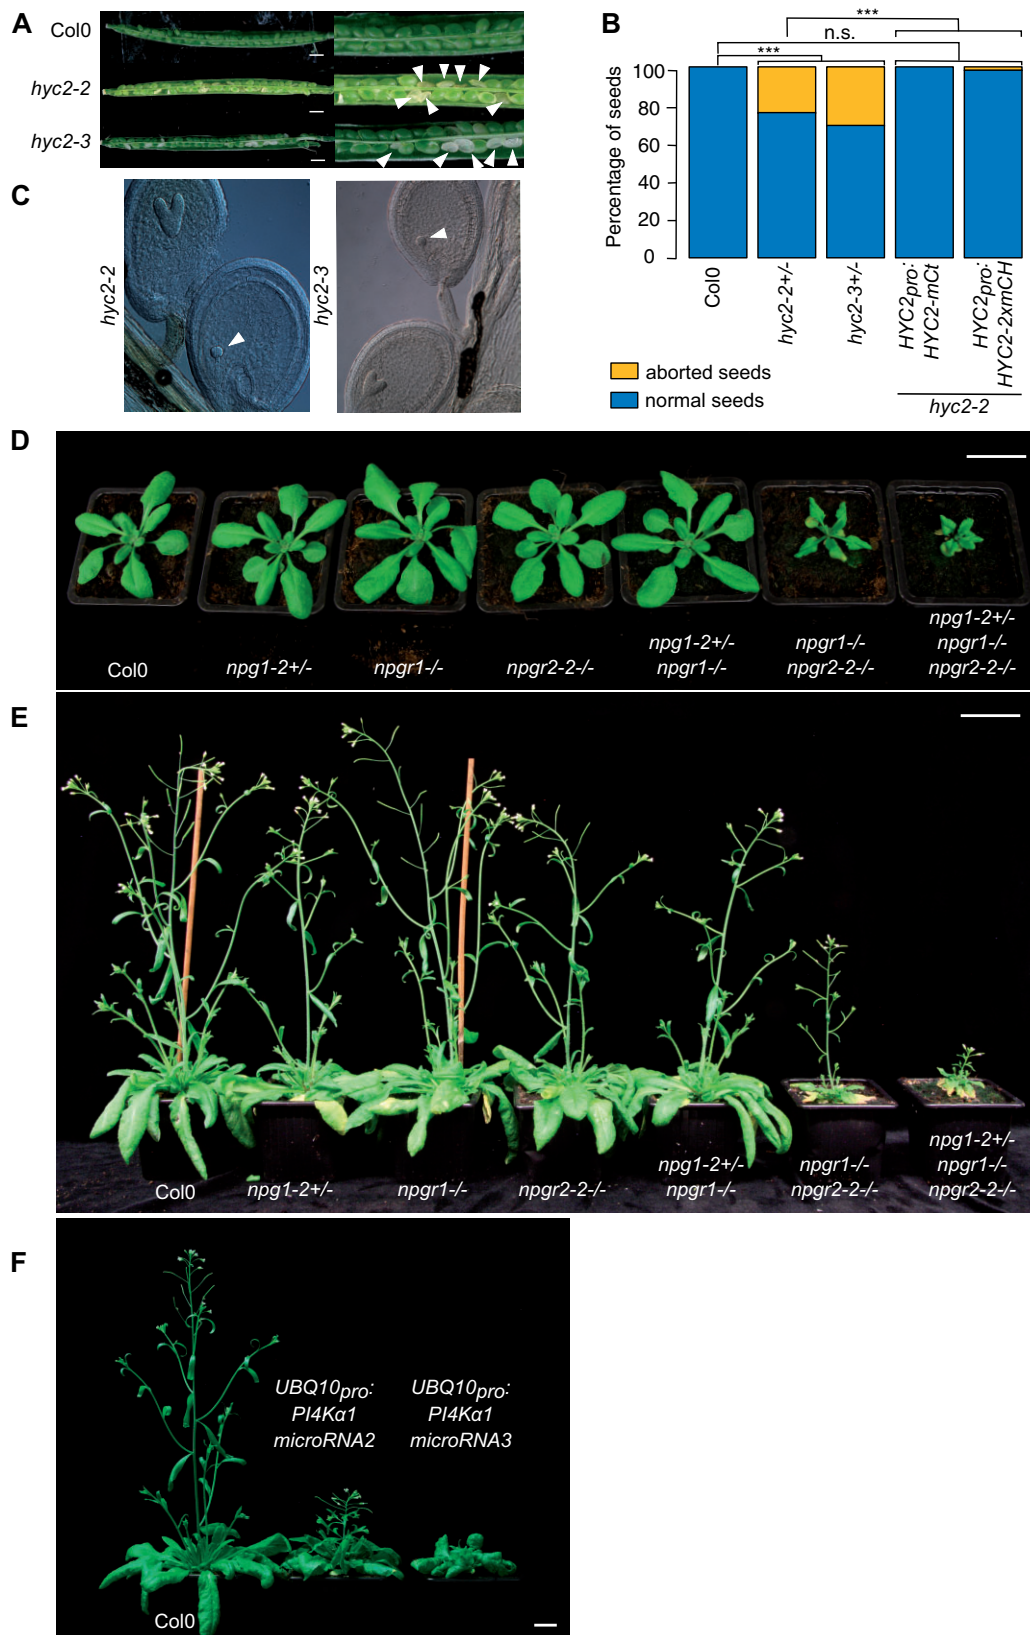 A
Col0
hyc2-2
hyc2-3
B
***
n.s.
***
Percentage of seeds
100
80
60
40
20
0
Col0
hyc2-2+/-
hyc2-3+/-
HYC2pro:
HYC2-mCt
HYC2pro:
HYC2-2xmCH
hyc2-2
aborted seeds
normal seeds
C
hyc2-2
hyc2-3
D
Col0
npg1-2+/-
npgr1-/-
npgr2-2-/-
npg1-2+/-
npgr1-/-
npgr1-/-
npgr2-2-/-
npg1-2+/-
npgr1-/-
npgr2-2-/-
E
Col0
npg1-2+/-
npgr1-/-
npgr2-2-/-
npg1-2+/-
npgr1-/-
npgr1-/-
npgr2-2-/-
npg1-2+/-
npgr1-/-
npgr2-2-/-
F
UBQ10pro:
PI4Kα1
microRNA2
UBQ10pro:
PI4Kα1
microRNA3
Col0